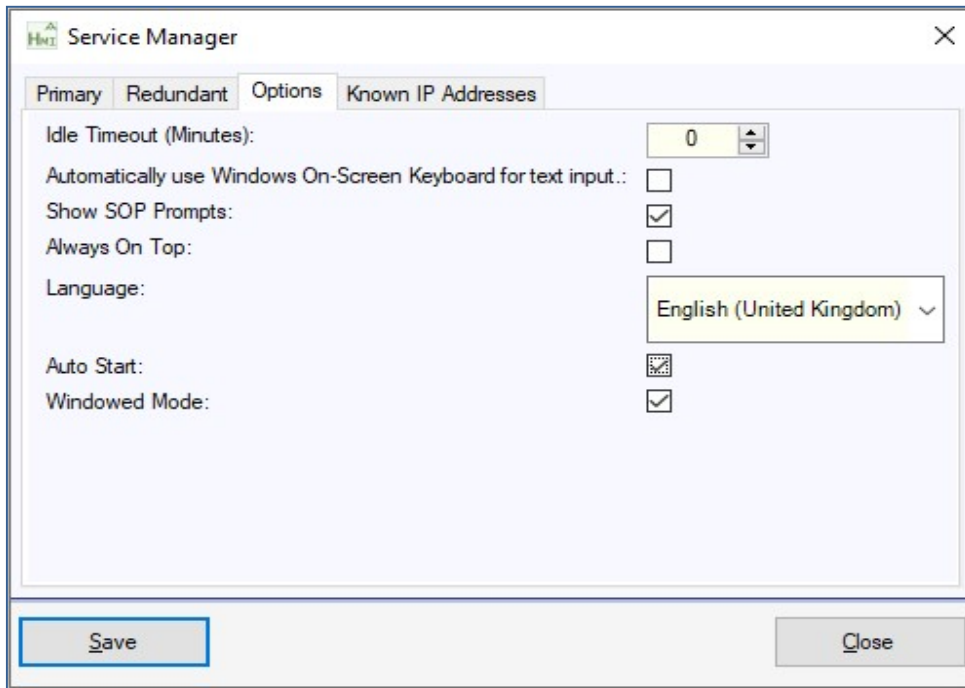 HMI Service Manager
Primary Redundant Options Known IP Addresses
Idle Timeout (Minutes): 0
Automatically use Windows On-Screen Keyboard for text input.:
Show SOP Prompts:
Always On Top:
Language: English (United Kingdom)
Auto Start:
Windowed Mode:
Save Close